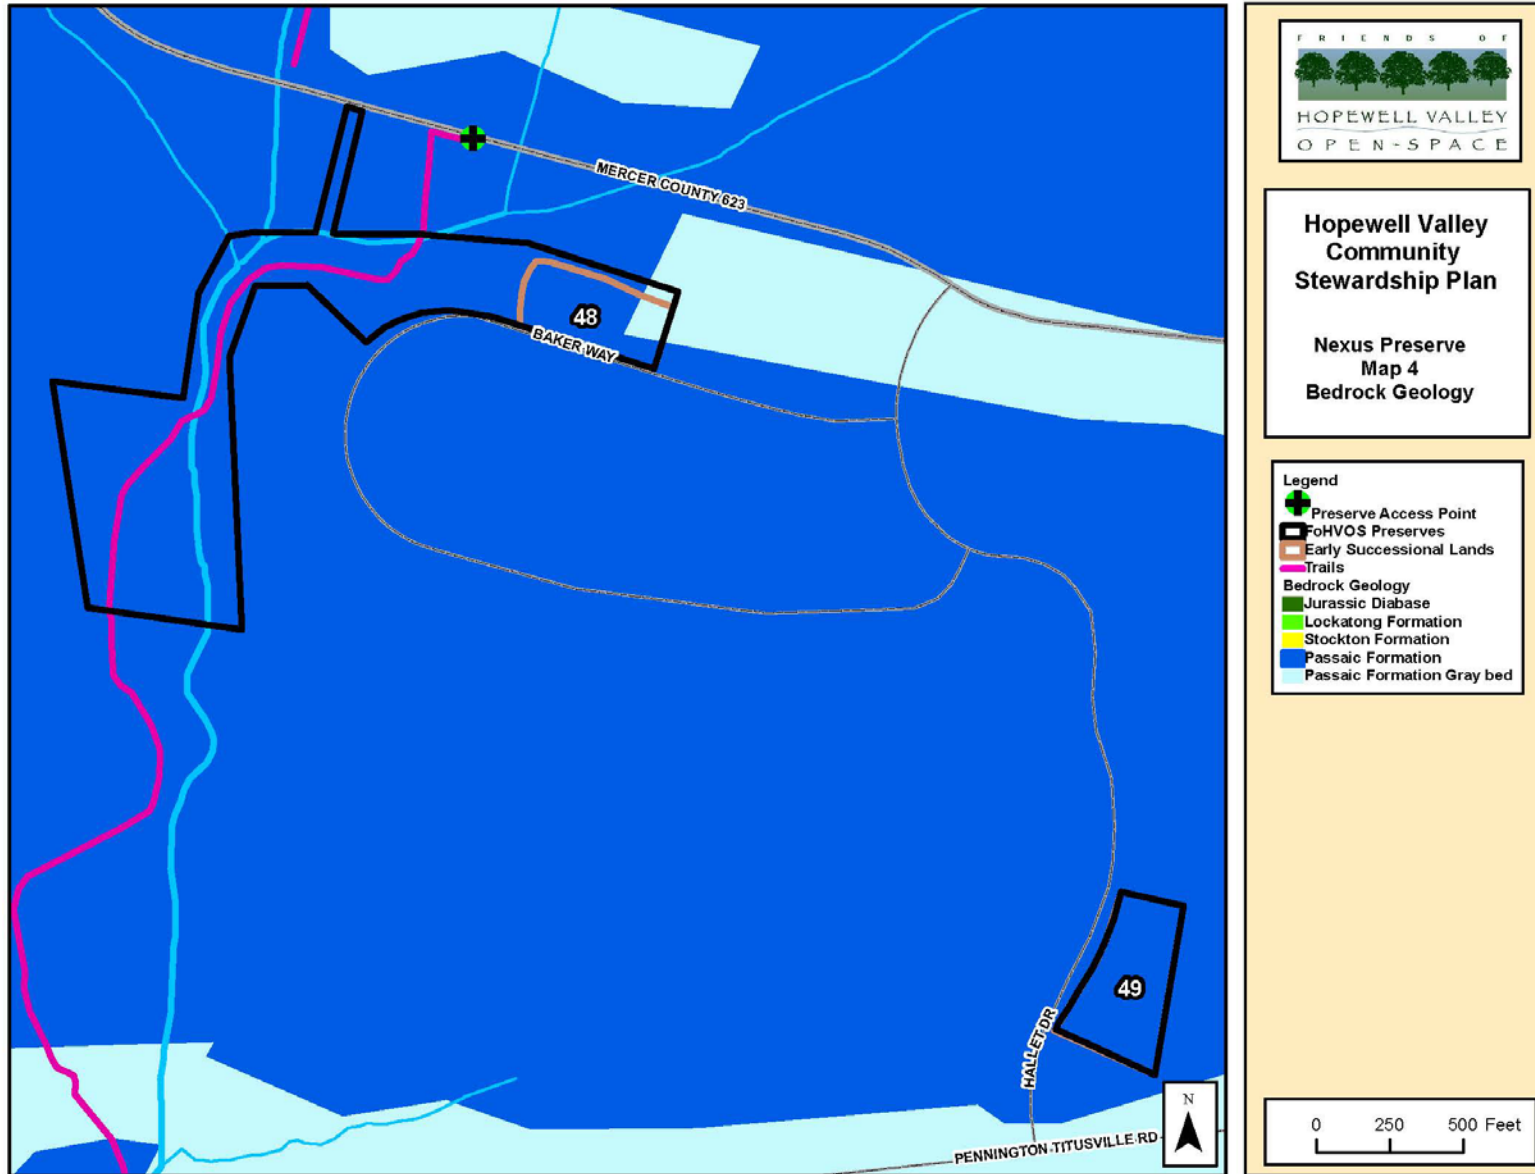 MERCER COUNTY 623
48
BAKER WAY
49
HALLET DR
PENNINGTON TITUSVILLE RD
N
FRIENDS OF
HOPEWELL VALLEY
OPEN-SPACE
Hopewell Valley
Community
Stewardship Plan
Nexus Preserve
Map 4
Bedrock Geology
Legend
Preserve Access Point
FoHVOS Preserves
Early Successional Lands
Trails
Bedrock Geology
Jurassic Diabase
Lockatong Formation
Stockton Formation
Passaic Formation
Passaic Formation Gray bed
0 250 500 Feet